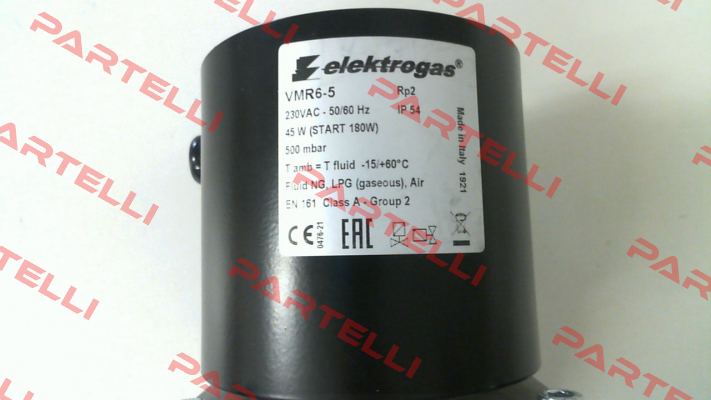 elektrogas®
VMR6-5 Rp2
230VAC - 50/60 Hz IP 54
45 W (START 180W)
500 mbar
T amb = T fluid -15/+60°C
Fluid NG, LPG (gaseous), Air
EN 161 Class A - Group 2
CE 0476-21 EAC
Made in Italy 1921
PARTELLI
PARTELLI
PARTELLI
PARTELLI
PARTELLI
PARTELLI
PARTELLI